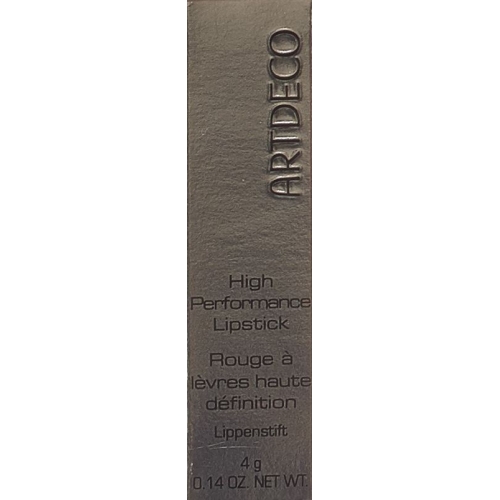 ARTDECO
High
Performance
Lipstick
Rouge à
lèvres haute
définition
Lippenstift
4 g
0.14 OZ. NET WT.